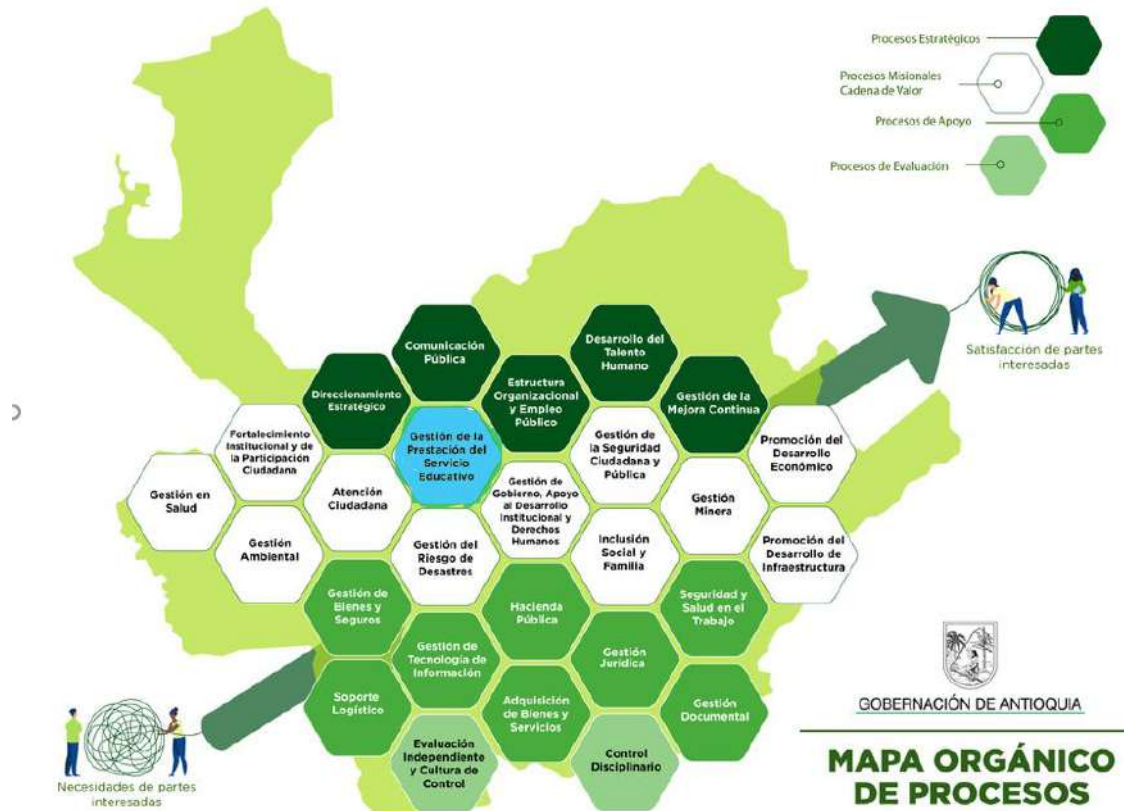 Procesos Estratégicos
Procesos Misionales
Cadena de Valor
Procesos de Apoyo
Procesos de Evaluación
Satisfacción de partes
interesadas
Comunicación
Pública
Desarrollo del
Talento
Humano
Direccionamiento
Estratégico
Estructura
Organizacional
y Empleo
Público
Gestión de la
Mejora Continua
Fortalecimiento
Institucional y de
la Participación
Ciudadana
Gestión de la
Prestación del
Servicio
Educativo
Gestión de
la Seguridad
Ciudadana y
Pública
Promoción del
Desarrollo
Económico
Gestión en
Salud
Atención
Ciudadana
Gestión de
Gobierno, Apoyo
al Desarrollo
Institucional y
Derechos
Humanos
Gestión
Minera
Gestión
Ambiental
Gestión del
Riesgo de
Desastres
Inclusión
Social y
Familia
Promoción del
Desarrollo de
Infraestructura
Gestión de
Bienes y
Seguros
Hacienda
Pública
Seguridad y
Salud en el
Trabajo
Gestión de
Tecnología de
Información
Gestión
Jurídica
Soporte
Logístico
Adquisición
de Bienes y
Servicios
Gestión
Documental
Evaluación
Independiente
y Cultura de
Control
Control
Disciplinario
Necesidades de partes
interesadas
GOBERNACIÓN DE ANTIOQUIA
MAPA ORGÁNICO
DE PROCESOS